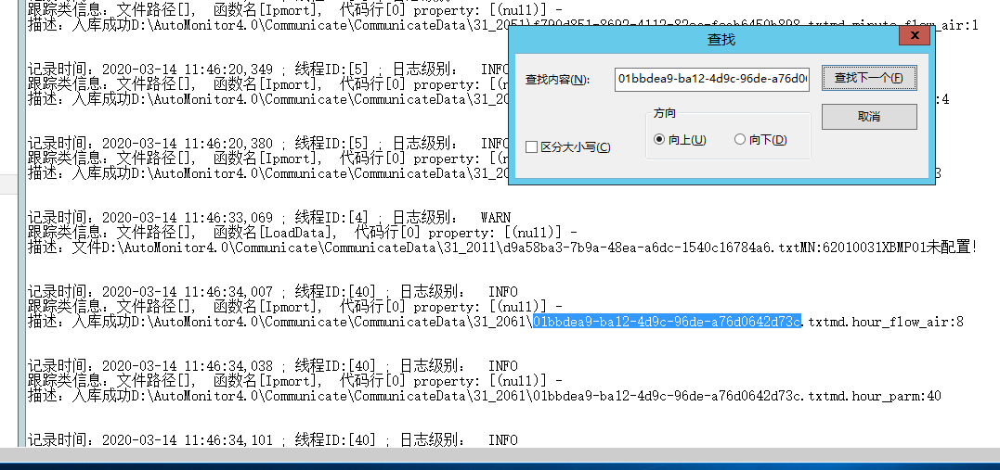 跟踪类信息：文件路径[]， 函数名[Ipmort]， 代码行[0] property: [(null)] -
描述：入库成功D:\AutoMonitor4.0\Communicate\CommunicateData\31_2051\f790d851-8692-4112-82ee-feeb6450b898.txtmd.minute_flow_air:1
查找
查找内容(N):
01bbdea9-ba12-4d9c-96de-a76d0
查找下一个(F)
取消
方向
向上(U)
向下(D)
区分大小写(C)
记录时间：2020-03-14 11:46:20,349 ; 线程ID:[5] ; 日志级别： INFO
跟踪类信息：文件路径[]， 函数名[Ipmort]， 代码行[0] property: [(n
描述：入库成功D:\AutoMonitor4.0\Communicate\CommunicateData\31_20
:4
记录时间：2020-03-14 11:46:20,380 ; 线程ID:[5] ; 日志级别： INFO
跟踪类信息：文件路径[]， 函数名[Ipmort]， 代码行[0] property: [(n
描述：入库成功D:\AutoMonitor4.0\Communicate\CommunicateData\31_20
3
记录时间：2020-03-14 11:46:33,069 ; 线程ID:[4] ; 日志级别： WARN
跟踪类信息：文件路径[]， 函数名[LoadData]， 代码行[0] property: [(null)] -
描述：文件D:\AutoMonitor4.0\Communicate\CommunicateData\31_2011\d9a58ba3-7b9a-48ea-a6dc-1540c16784a6.txtMN:62010031XBMP01未配置!
记录时间：2020-03-14 11:46:34,007 ; 线程ID:[40] ; 日志级别： INFO
跟踪类信息：文件路径[]， 函数名[Ipmort]， 代码行[0] property: [(null)] -
描述：入库成功D:\AutoMonitor4.0\Communicate\CommunicateData\31_2061\01bbdea9-ba12-4d9c-96de-a76d0642d73c.txtmd.hour_flow_air:8
记录时间：2020-03-14 11:46:34,038 ; 线程ID:[40] ; 日志级别： INFO
跟踪类信息：文件路径[]， 函数名[Ipmort]， 代码行[0] property: [(null)] -
描述：入库成功D:\AutoMonitor4.0\Communicate\CommunicateData\31_2061\01bbdea9-ba12-4d9c-96de-a76d0642d73c.txtmd.hour_parm:40
记录时间：2020-03-14 11:46:34,101 ; 线程ID:[40] ; 日志级别： INFO